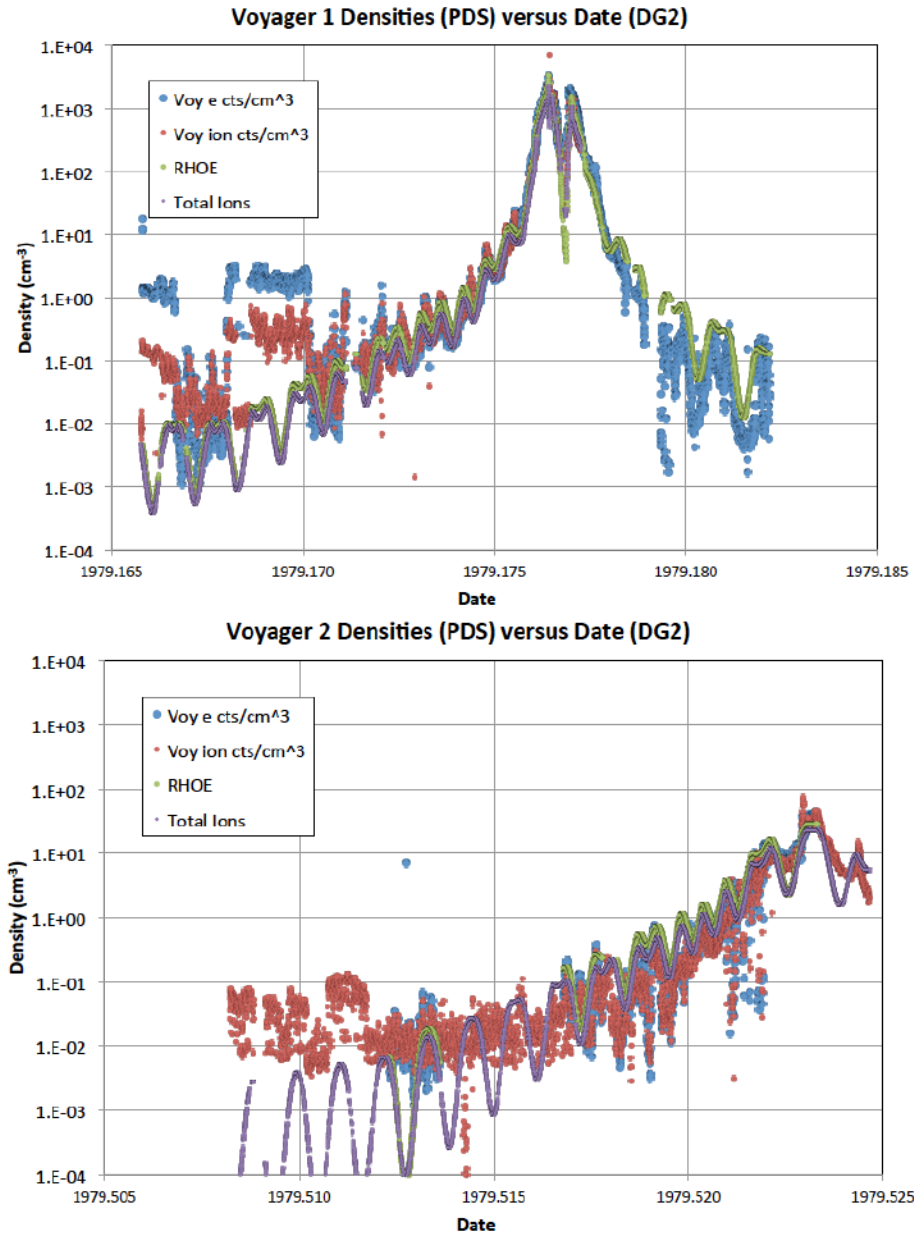 Voyager 1 Densities (PDS) versus Date (DG2)
1.E+04
1.E+03
1.E+02
1.E+01
1.E+00
1.E-01
1.E-02
1.E-03
1.E-04
Density (cm-3)
Voy e cts/cm^3
Voy ion cts/cm^3
RHOE
Total Ions
1979.165
1979.170
1979.175
1979.180
1979.185
Date
Voyager 2 Densities (PDS) versus Date (DG2)
1.E+04
1.E+03
1.E+02
1.E+01
1.E+00
1.E-01
1.E-02
1.E-03
1.E-04
Density (cm-3)
Voy e cts/cm^3
Voy ion cts/cm^3
RHOE
Total Ions
1979.505
1979.510
1979.515
1979.520
1979.525
Date